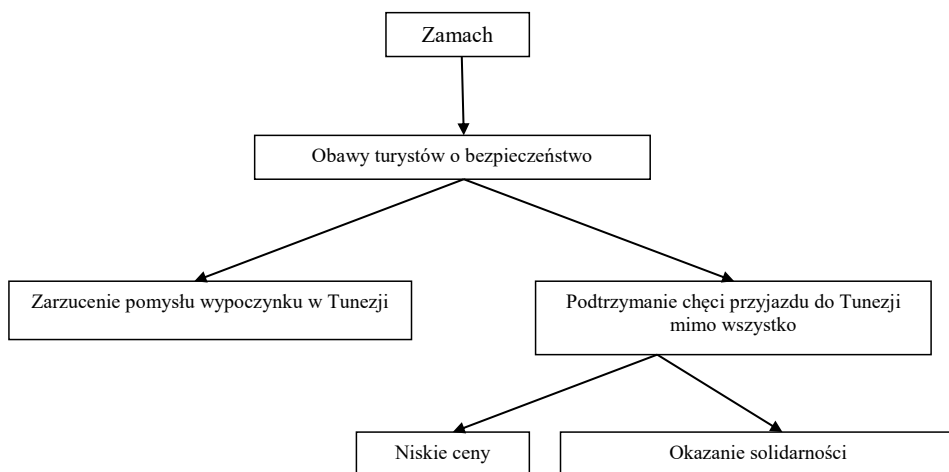 Zamach
Obawy turystów o bezpieczeństwo
Zarzucenie pomysłu wypoczynku w Tunezji
Podtrzymanie chęci przyjazdu do Tunezji
mimo wszystko
Niskie ceny
Okazanie solidarności